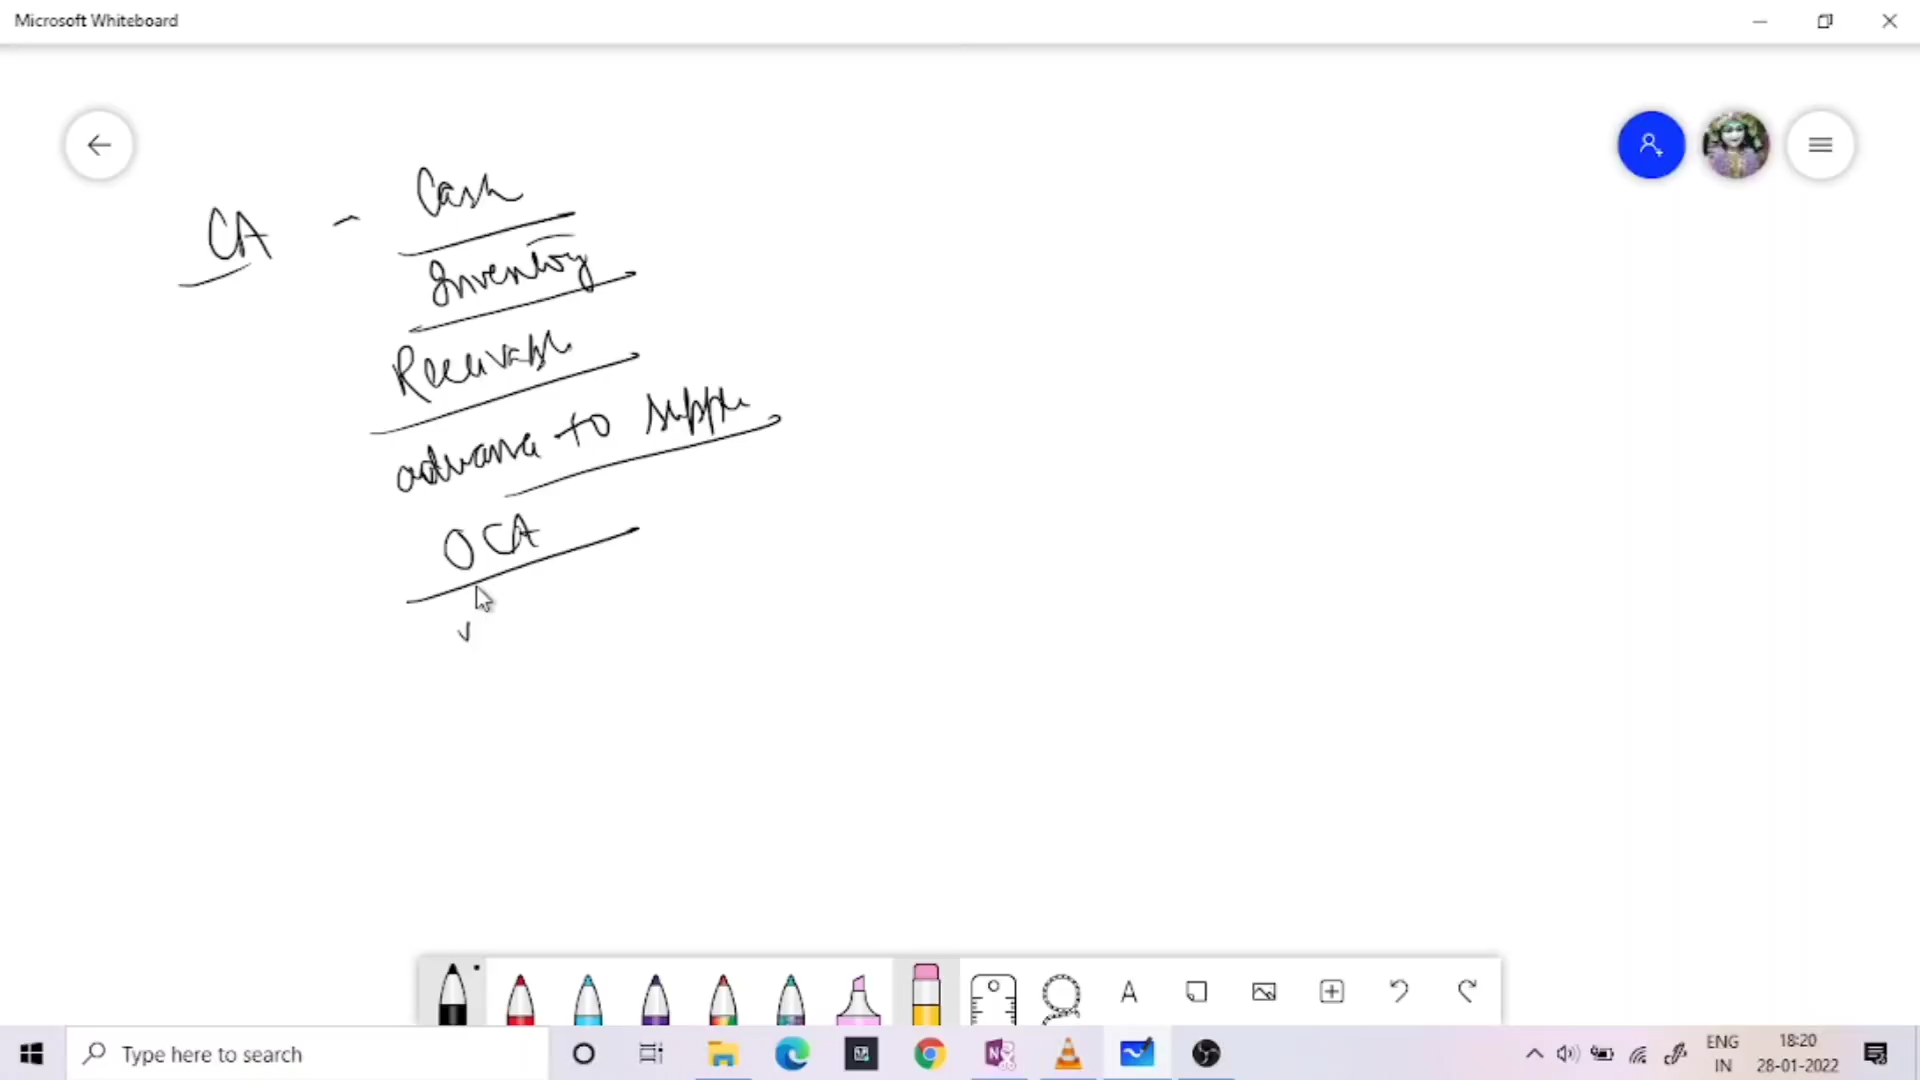 Microsoft Whiteboard
CA - Cash
Inventory
Receivable
advance to supple
OCA
Type here to search
ENG
IN
18:20
28-01-2022